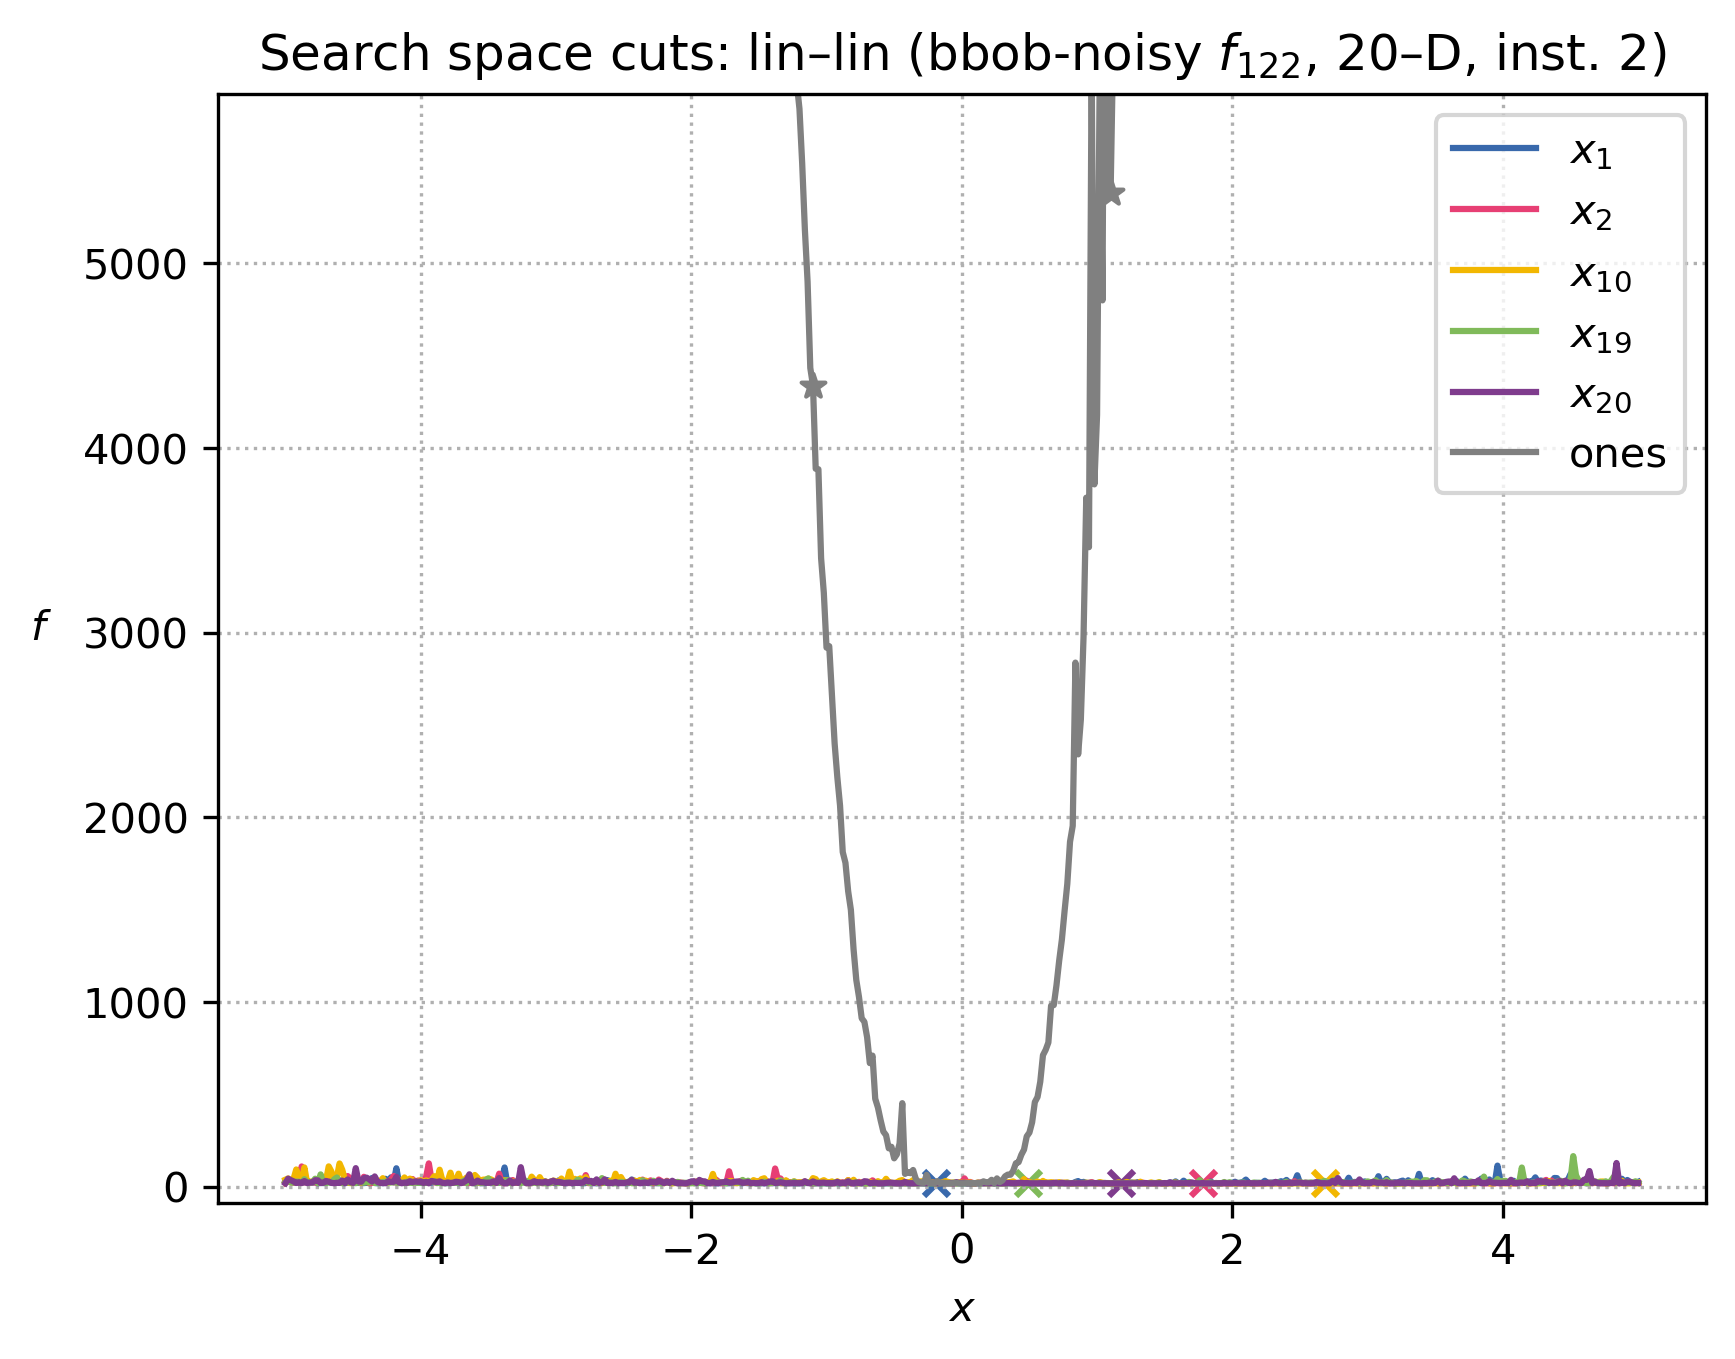 Search space cuts: lin–lin (bbob-noisy f₁₂₂, 20–D, inst. 2)
x₁
x₂
x₁₀
x₁₉
x₂₀
ones
5000
4000
3000
2000
1000
0
f
−4
−2
0
2
4
x